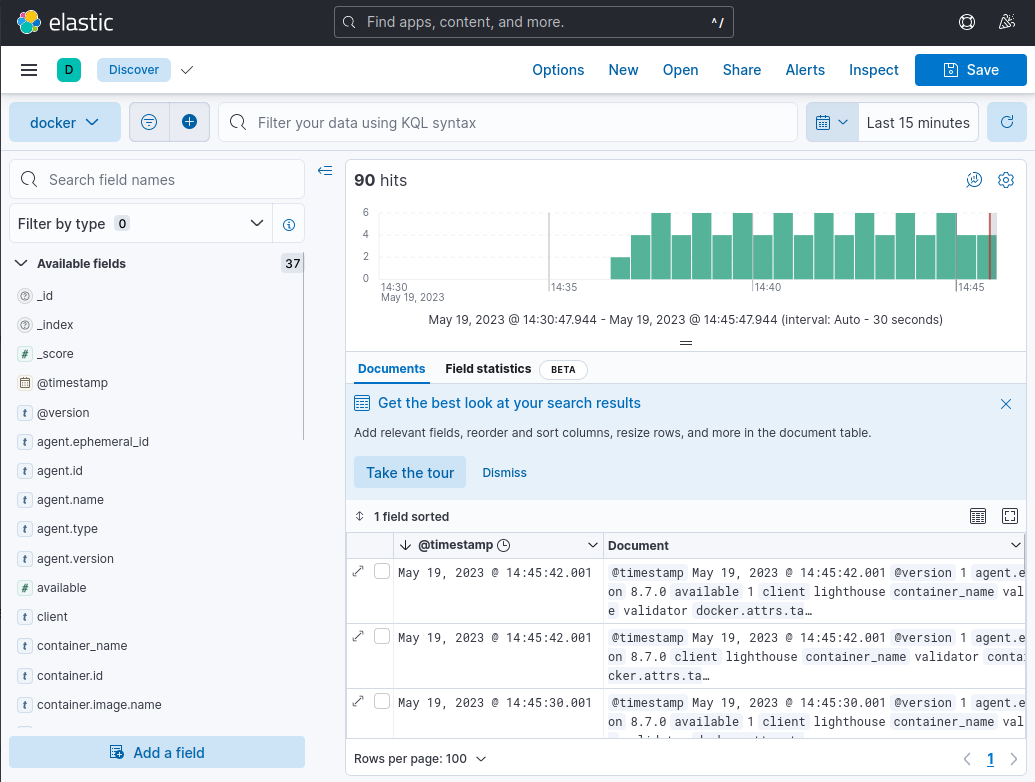 elastic
Find apps, content, and more.
^/
D
Discover
Options
New
Open
Share
Alerts
Inspect
Save
docker
Filter your data using KQL syntax
Last 15 minutes
Search field names
Filter by type 0
Available fields 37
_id
_index
# _score
@timestamp
t @version
t agent.ephemeral_id
t agent.id
t agent.name
t agent.type
t agent.version
# available
t client
t container_name
t container.id
t container.image.name
Add a field
90 hits
6
4
2
0
14:30
May 19, 2023
14:35
14:40
14:45
May 19, 2023 @ 14:30:47.944 - May 19, 2023 @ 14:45:47.944 (interval: Auto - 30 seconds)
Documents
Field statistics
BETA
Get the best look at your search results
Add relevant fields, reorder and sort columns, resize rows, and more in the document table.
Take the tour
Dismiss
1 field sorted
@timestamp
Document
May 19, 2023 @ 14:45:42.001
@timestamp May 19, 2023 @ 14:45:42.001 @version 1 agent.e
on 8.7.0 available 1 client lighthouse container_name val
e validator docker.attrs.ta…
May 19, 2023 @ 14:45:42.001
@timestamp May 19, 2023 @ 14:45:42.001 @version 1 agent.e
on 8.7.0 client lighthouse container_name validator contai
cker.attrs.ta…
May 19, 2023 @ 14:45:30.001
@timestamp May 19, 2023 @ 14:45:30.001 @version 1 agent.e
on 8.7.0 available 1 client lighthouse container_name val
Rows per page: 100
1